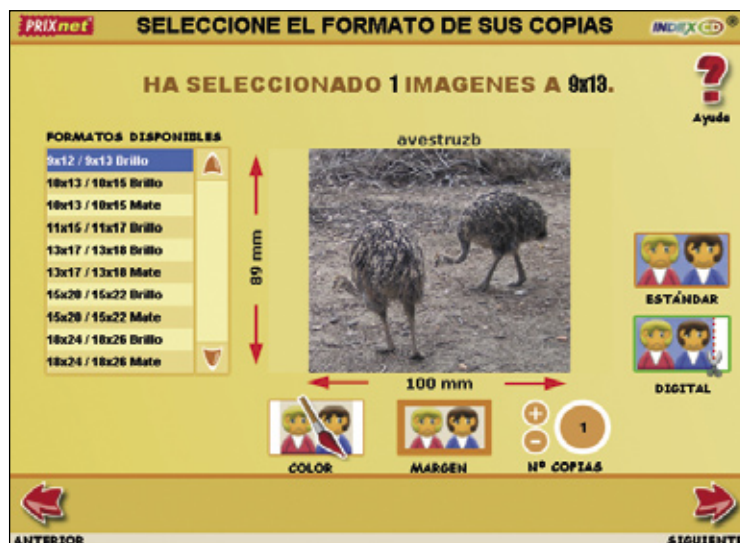 PRIXnet
SELECCIONE EL FORMATO DE SUS COPIAS
INDEX CD ®
HA SELECCIONADO 1 IMAGENES A 9x13.
Ayuda
FORMATOS DISPONIBLES
9x12 / 9x13 Brillo
10x13 / 10x15 Brillo
10x13 / 10x15 Mate
11x15 / 11x17 Brillo
13x17 / 13x18 Brillo
13x17 / 13x18 Mate
15x20 / 15x22 Brillo
15x20 / 15x22 Mate
18x24 / 18x26 Brillo
18x24 / 18x26 Mate
avestruzb
89 mm
100 mm
ESTÁNDAR
DIGITAL
COLOR
MARGEN
1
Nº COPIAS
ANTERIOR
SIGUIENTE